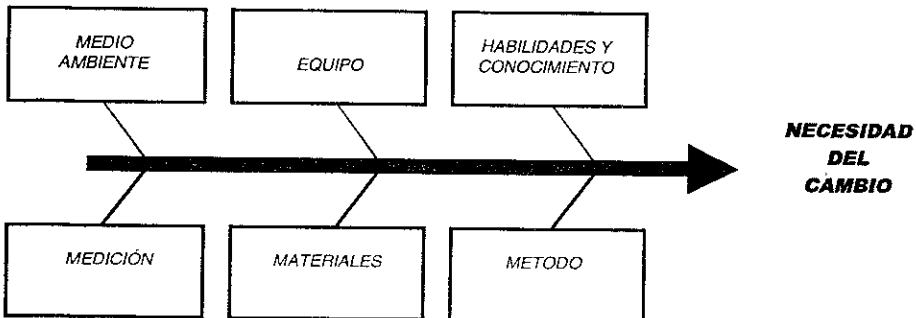 MEDIO
AMBIENTE
EQUIPO
HABILIDADES Y
CONOCIMIENTO
NECESIDAD
DEL
CAMBIO
MEDICIÓN
MATERIALES
METODO